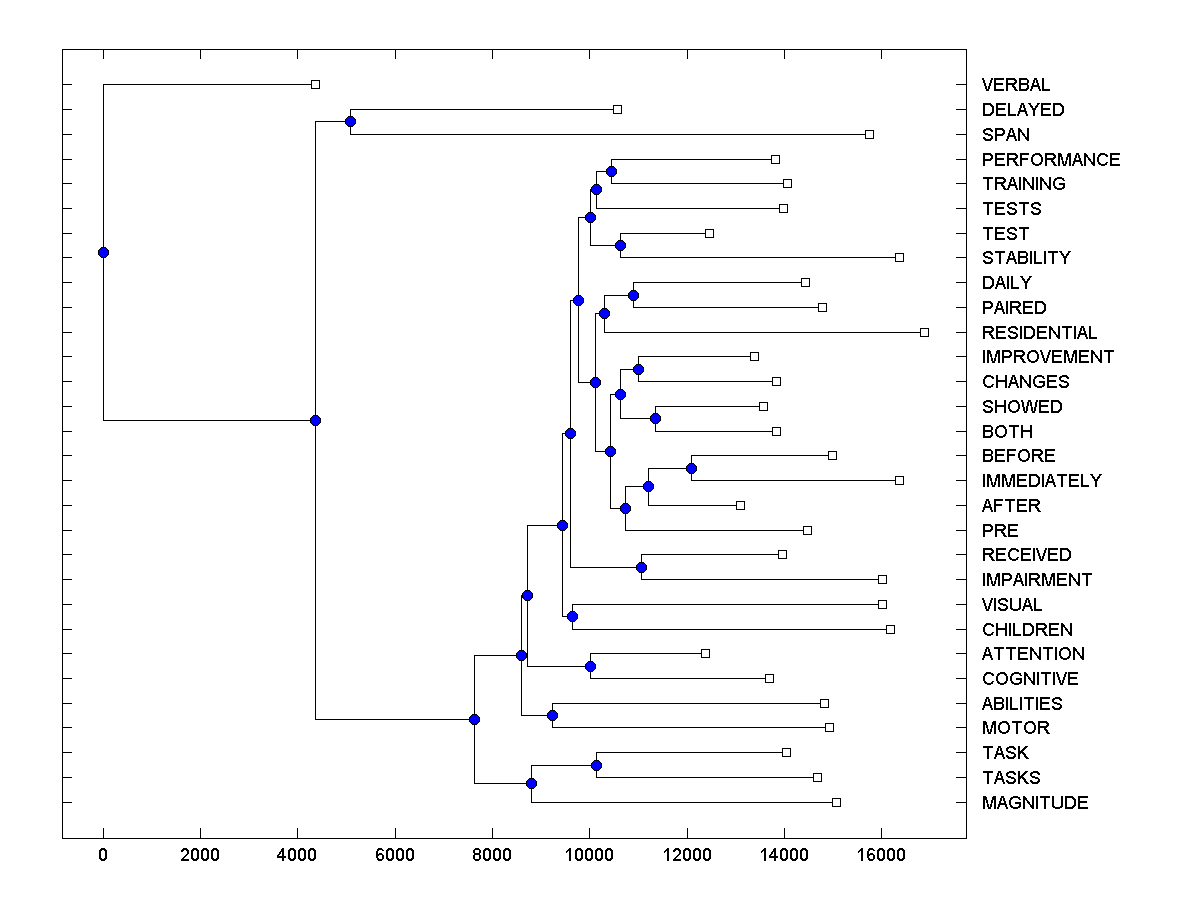 VERBAL
DELAYED
SPAN
PERFORMANCE
TRAINING
TESTS
TEST
STABILITY
DAILY
PAIRED
RESIDENTIAL
IMPROVEMENT
CHANGES
SHOWED
BOTH
BEFORE
IMMEDIATELY
AFTER
PRE
RECEIVED
IMPAIRMENT
VISUAL
CHILDREN
ATTENTION
COGNITIVE
ABILITIES
MOTOR
TASK
TASKS
MAGNITUDE
0 2000 4000 6000 8000 10000 12000 14000 16000